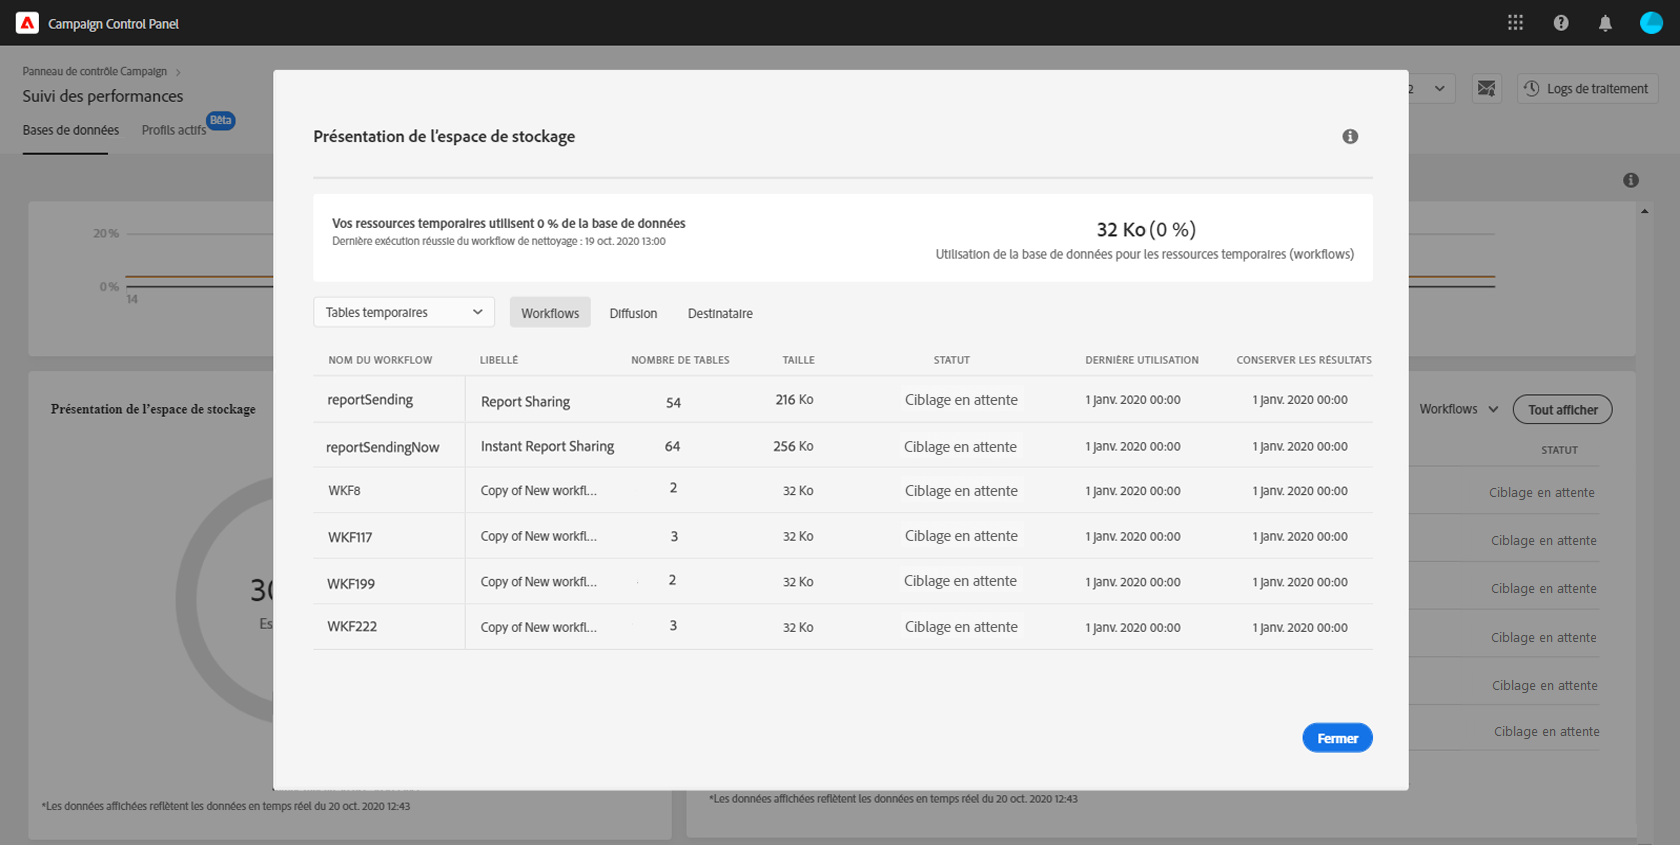 Campaign Control Panel
Panneau de contrôle Campaign
Suivi des performances
Bases de données
Profils actifs
Bêta
2
Logs de traitement
20 %
0 %
14
Présentation de l'espace de stockage
Workflows
Tout afficher
STATUT
Ciblage en attente
Ciblage en attente
Ciblage en attente
Ciblage en attente
Ciblage en attente
Ciblage en attente
*Les données affichées reflètent les données en temps réel du 20 oct. 2020 12:43
*Les données affichées reflètent les données en temps réel du 20 oct. 2020 12:43
Présentation de l'espace de stockage
Vos ressources temporaires utilisent 0 % de la base de données
Dernière exécution réussie du workflow de nettoyage : 19 oct. 2020 13:00
32 Ko (0 %)
Utilisation de la base de données pour les ressources temporaires (workflows)
Tables temporaires
Workflows
Diffusion
Destinataire
NOM DU WORKFLOW LIBELLÉ NOMBRE DE TABLES TAILLE STATUT DERNIÈRE UTILISATION CONSERVER LES RÉSULTATS
reportSending Report Sharing 54 216 Ko Ciblage en attente 1 janv. 2020 00:00 1 janv. 2020 00:00
reportSendingNow Instant Report Sharing 64 256 Ko Ciblage en attente 1 janv. 2020 00:00 1 janv. 2020 00:00
WKF8 Copy of New workfl... 2 32 Ko Ciblage en attente 1 janv. 2020 00:00 1 janv. 2020 00:00
WKF117 Copy of New workfl... 3 32 Ko Ciblage en attente 1 janv. 2020 00:00 1 janv. 2020 00:00
WKF199 Copy of New workfl... 2 32 Ko Ciblage en attente 1 janv. 2020 00:00 1 janv. 2020 00:00
WKF222 Copy of New workfl... 3 32 Ko Ciblage en attente 1 janv. 2020 00:00 1 janv. 2020 00:00
Fermer